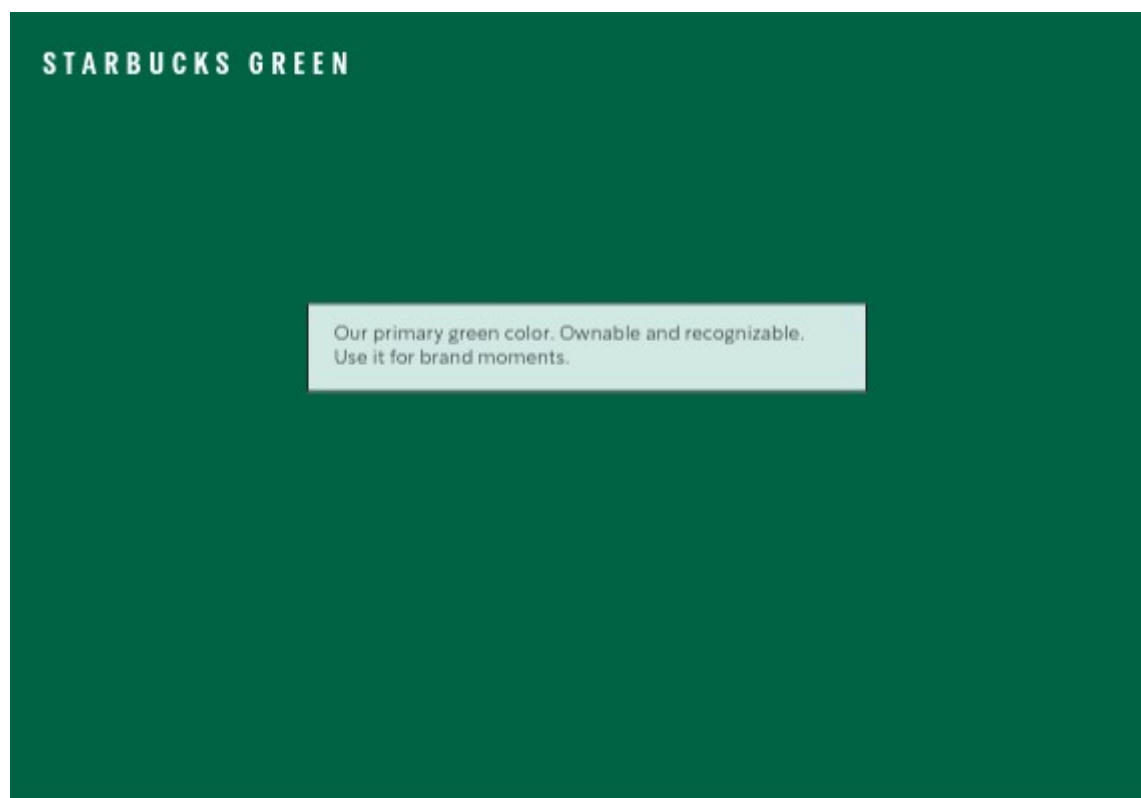 STARBUCKS GREEN
Our primary green color. Ownable and recognizable.
Use it for brand moments.